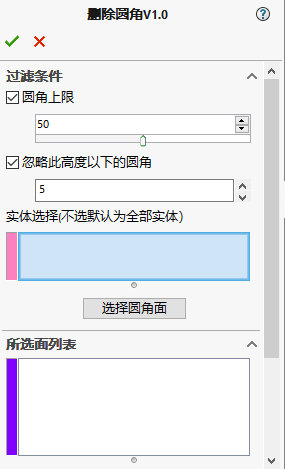 删除圆角V1.0
过滤条件
圆角上限
50
忽略此高度以下的圆角
5
实体选择(不选默认为全部实体)
选择圆角面
所选面列表